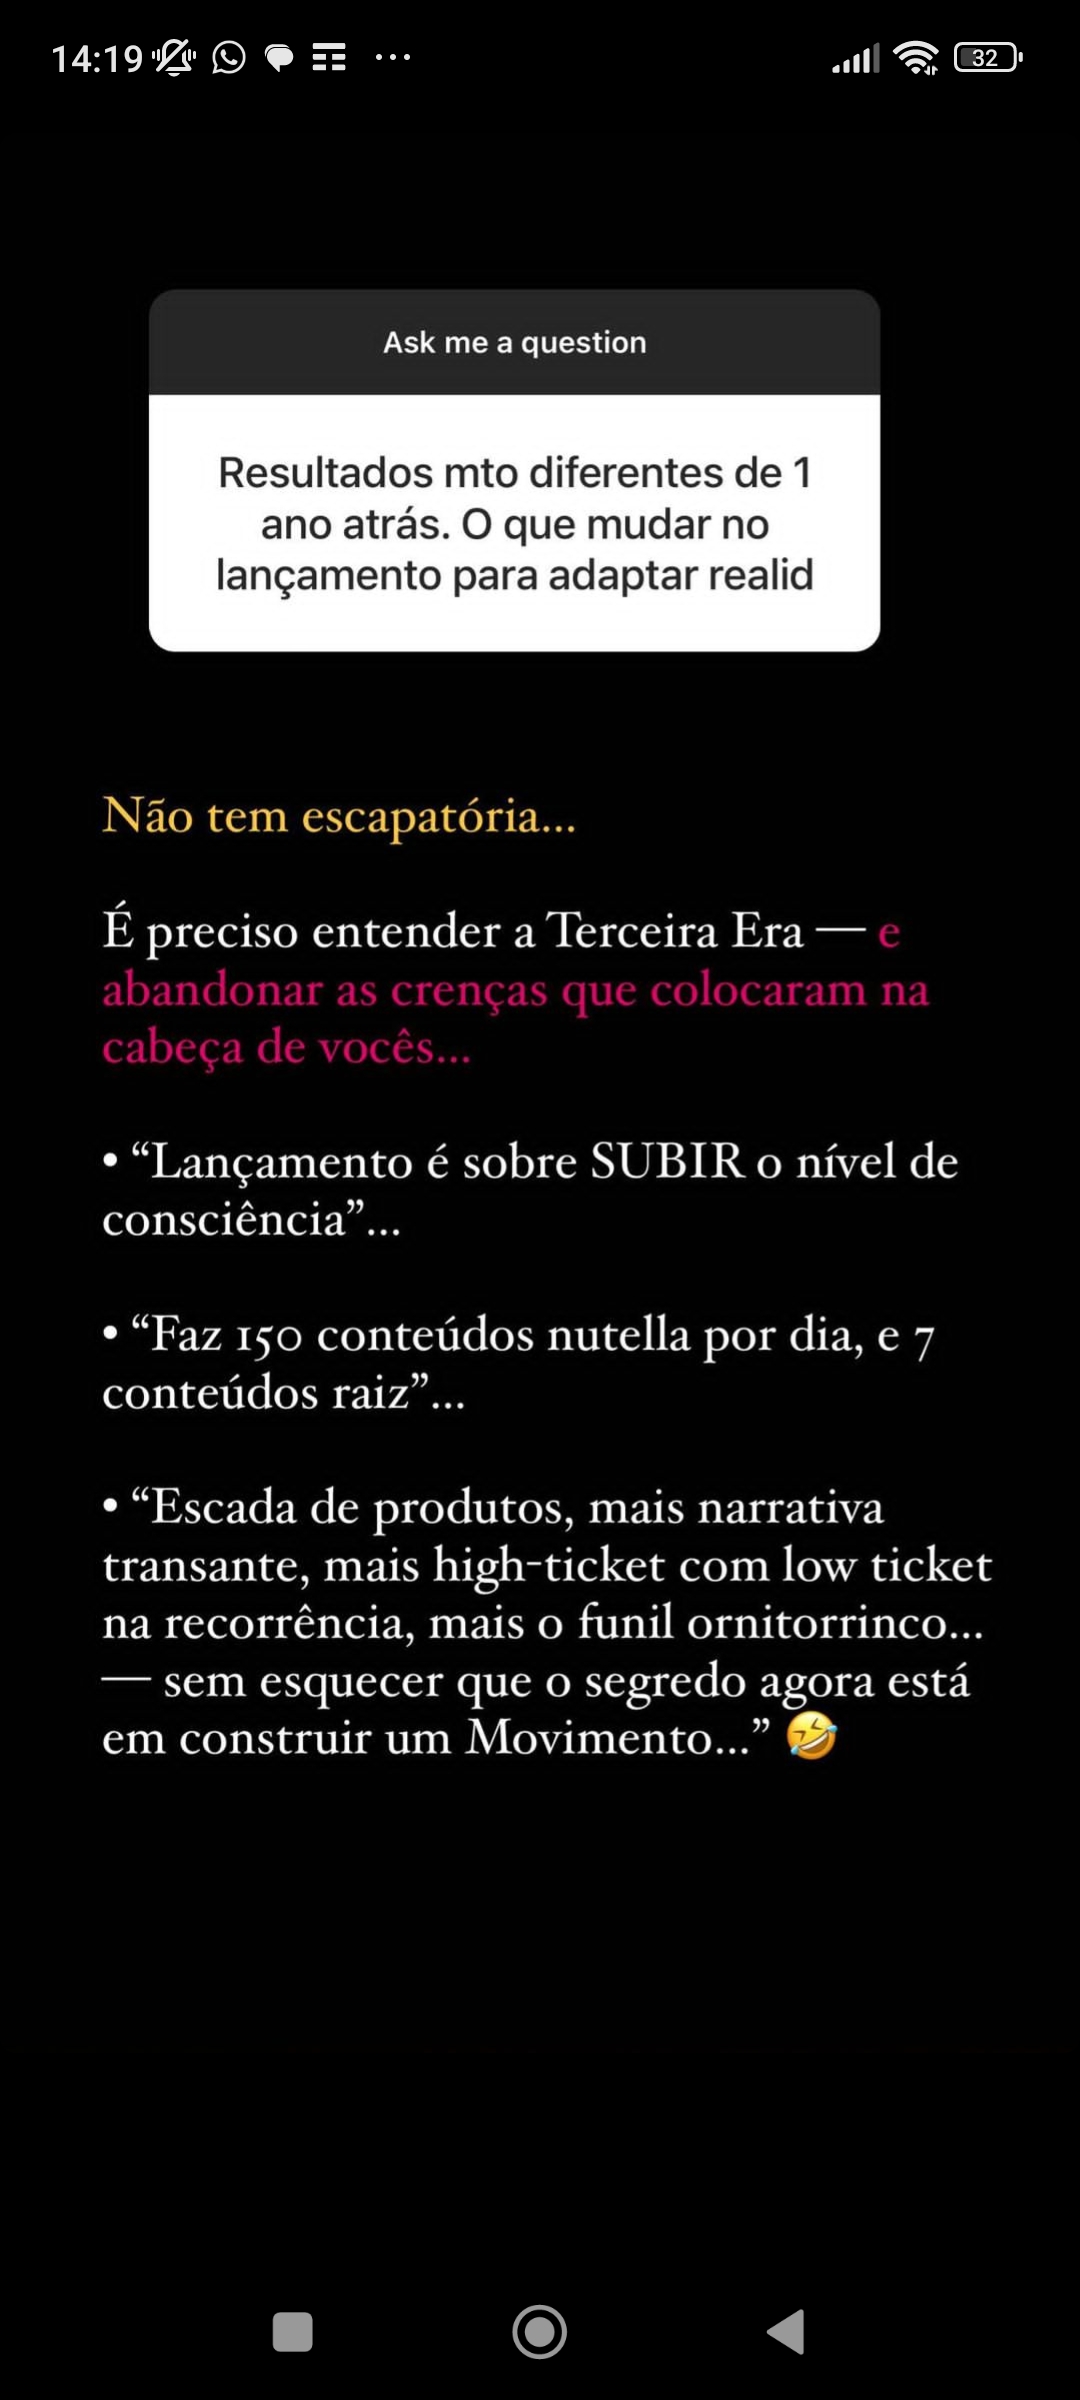 14:19
32
Ask me a question
Resultados mto diferentes de 1
ano atrás. O que mudar no
lançamento para adaptar realid
Não tem escapatória...
É preciso entender a Terceira Era — e
abandonar as crenças que colocaram na
cabeça de vocês...
• “Lançamento é sobre SUBIR o nível de
consciência”...
• “Faz 150 conteúdos nutella por dia, e 7
conteúdos raiz”...
• “Escada de produtos, mais narrativa
transante, mais high-ticket com low ticket
na recorrência, mais o funil ornitorrinco...
— sem esquecer que o segredo agora está
em construir um Movimento...” 🤣